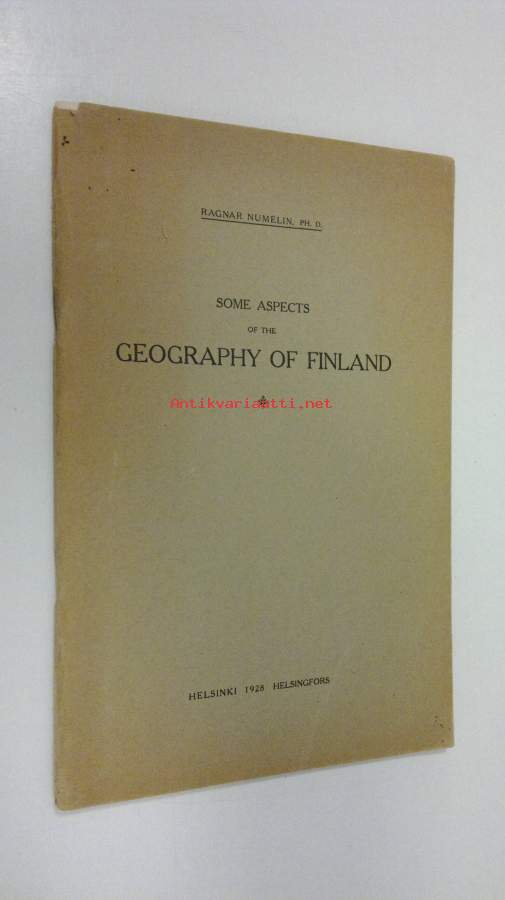 RAGNAR NUMELIN, PH. D.
SOME ASPECTS
OF THE
GEOGRAPHY OF FINLAND
Antikvariaatti.net
HELSINKI 1928 HELSINGFORS